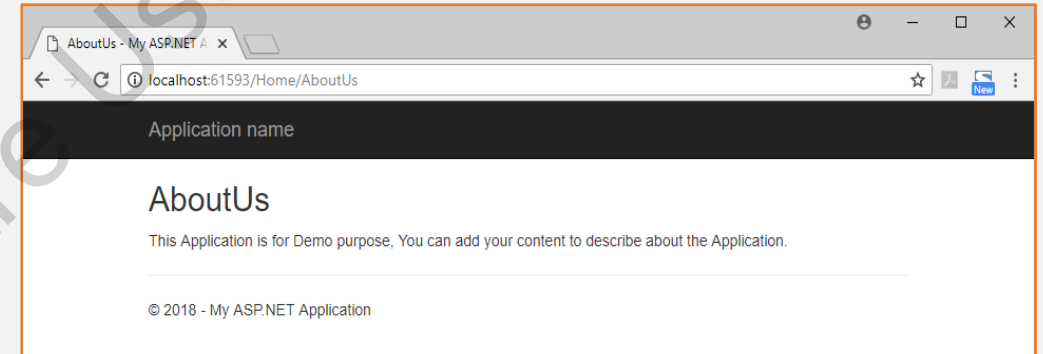 AboutUs - My ASP.NET A
localhost:61593/Home/AboutUs
New
Application name
AboutUs
This Application is for Demo purpose, You can add your content to describe about the Application.
© 2018 - My ASP.NET Application